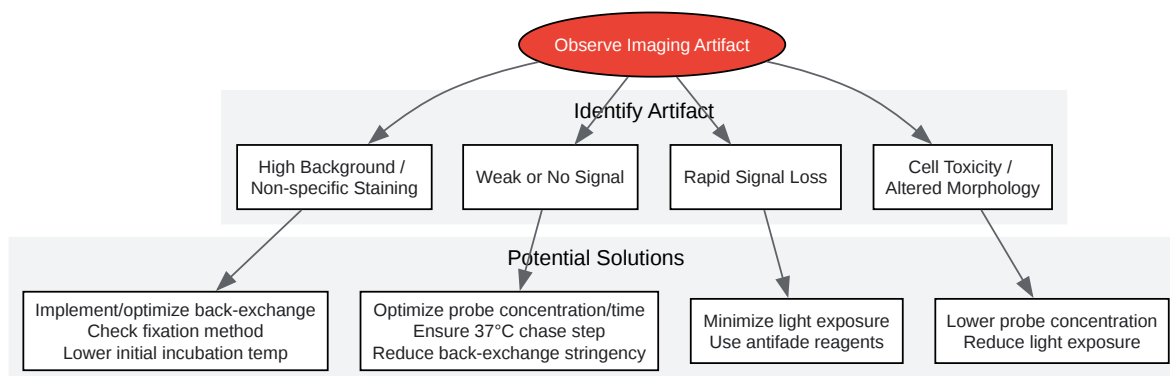 Observe Imaging Artifact
Identify Artifact
High Background /
Non-specific Staining
Weak or No Signal
Rapid Signal Loss
Cell Toxicity /
Altered Morphology
Potential Solutions
Implement/optimize back-exchange
Check fixation method
Lower initial incubation temp
Optimize probe concentration/time
Ensure 37°C chase step
Reduce back-exchange stringency
Minimize light exposure
Use antifade reagents
Lower probe concentration
Reduce light exposure